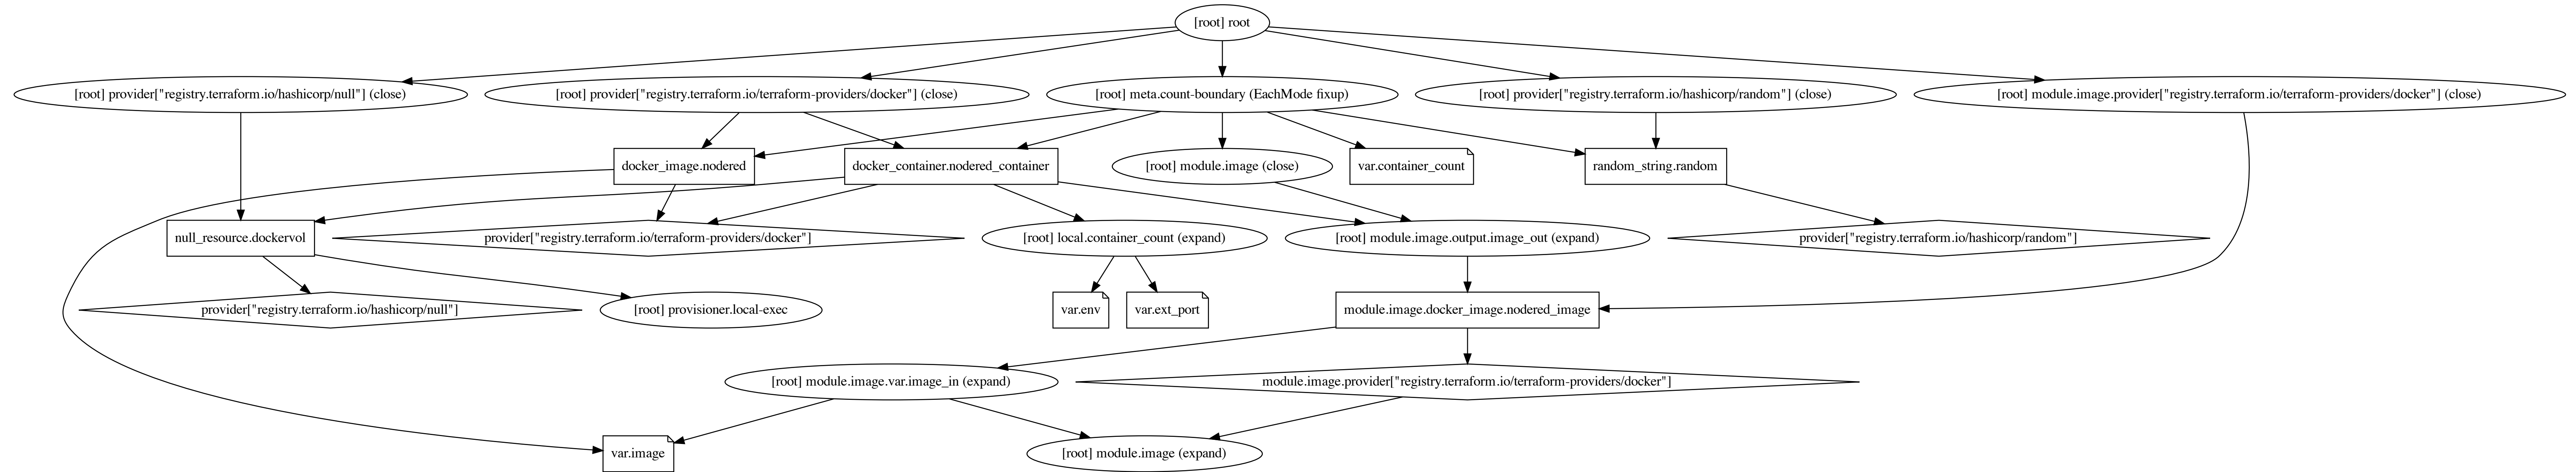 [root] root
[root] provider["registry.terraform.io/hashicorp/null"] (close)
[root] provider["registry.terraform.io/terraform-providers/docker"] (close)
[root] meta.count-boundary (EachMode fixup)
[root] provider["registry.terraform.io/hashicorp/random"] (close)
[root] module.image.provider["registry.terraform.io/terraform-providers/docker"] (close)
docker_image.nodered
docker_container.nodered_container
[root] module.image (close)
var.container_count
random_string.random
null_resource.dockervol
provider["registry.terraform.io/terraform-providers/docker"]
[root] local.container_count (expand)
[root] module.image.output.image_out (expand)
provider["registry.terraform.io/hashicorp/random"]
provider["registry.terraform.io/hashicorp/null"]
[root] provisioner.local-exec
var.env
var.ext_port
module.image.docker_image.nodered_image
[root] module.image.var.image_in (expand)
module.image.provider["registry.terraform.io/terraform-providers/docker"]
var.image
[root] module.image (expand)